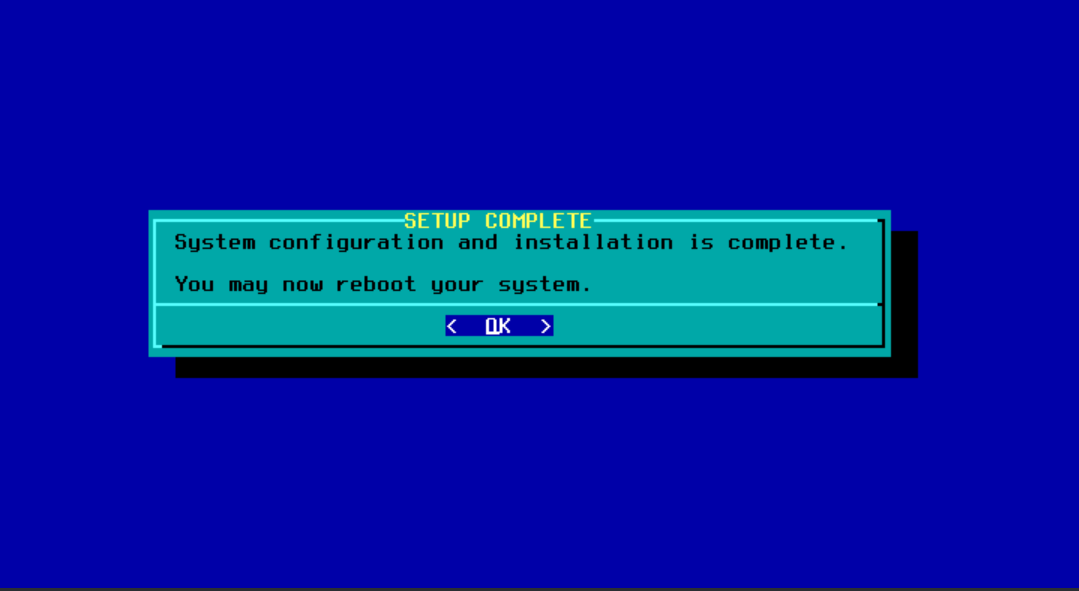 SETUP COMPLETE
System configuration and installation is complete.
You may now reboot your system.
< OK >